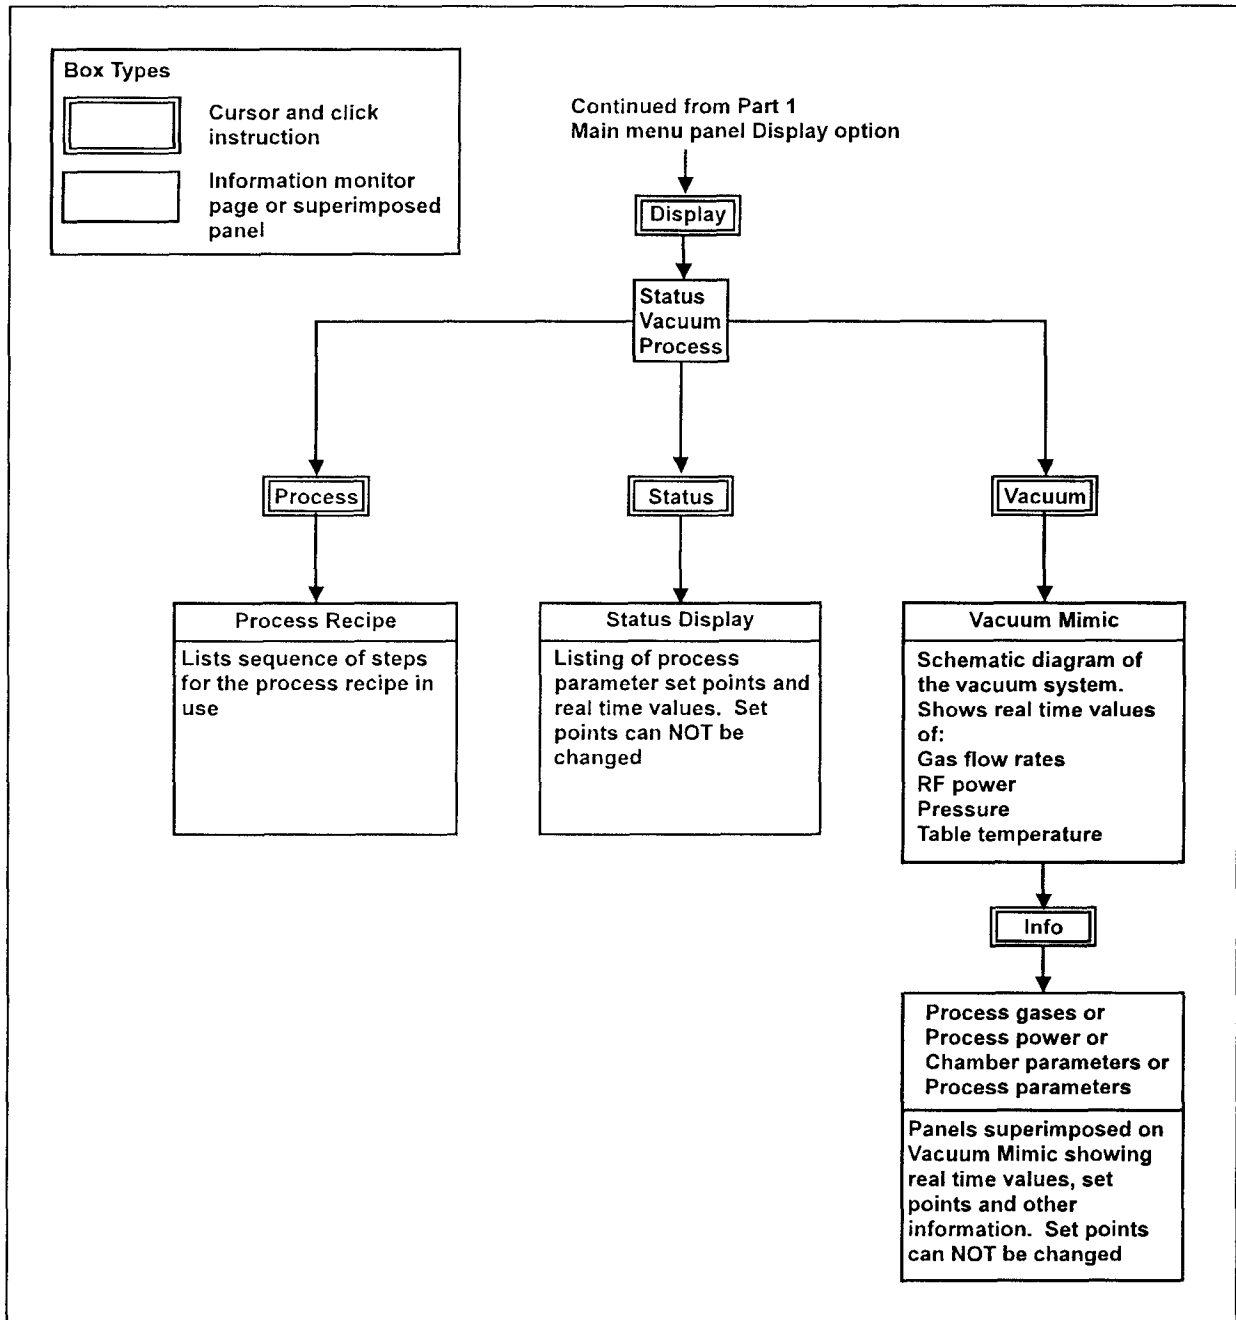 Box Types
Cursor and click
instruction
Information monitor
page or superimposed
panel
Continued from Part 1
Main menu panel Display option
Display
Status
Vacuum
Process
Process
Status
Vacuum
Process Recipe
Lists sequence of steps
for the process recipe in
use
Status Display
Listing of process
parameter set points and
real time values.  Set
points can NOT be
changed
Vacuum Mimic
Schematic diagram of
the vacuum system.
Shows real time values
of:
Gas flow rates
RF power
Pressure
Table temperature
Info
Process gases or
Process power or
Chamber parameters or
Process parameters
Panels superimposed on
Vacuum Mimic showing
real time values, set
points and other
information.  Set points
can NOT be changed